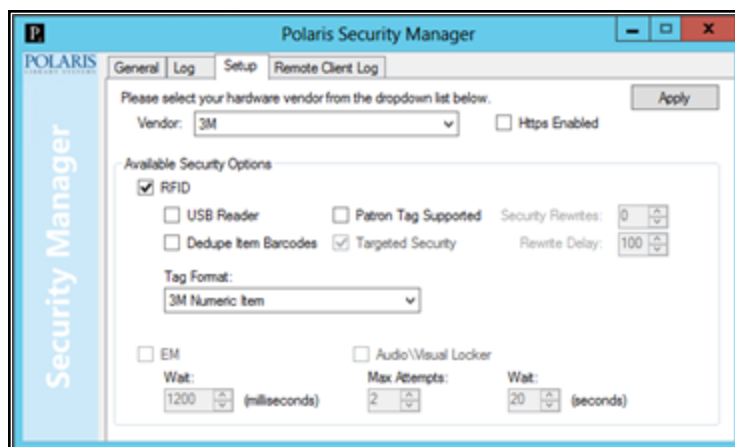 Polaris Security Manager
POLARIS
LIBRARY SYSTEMS
Security Manager
General Log Setup Remote Client Log
Please select your hardware vendor from the dropdown list below. Apply
Vendor: 3M Https Enabled
Available Security Options
RFID
USB Reader Patron Tag Supported Security Rewrites: 0
Dedupe Item Barcodes Targeted Security Rewrite Delay: 100
Tag Format:
3M Numeric Item
EM Audio\Visual Locker
Wait: Max Attempts: Wait:
1200 (milliseconds) 2 20 (seconds)